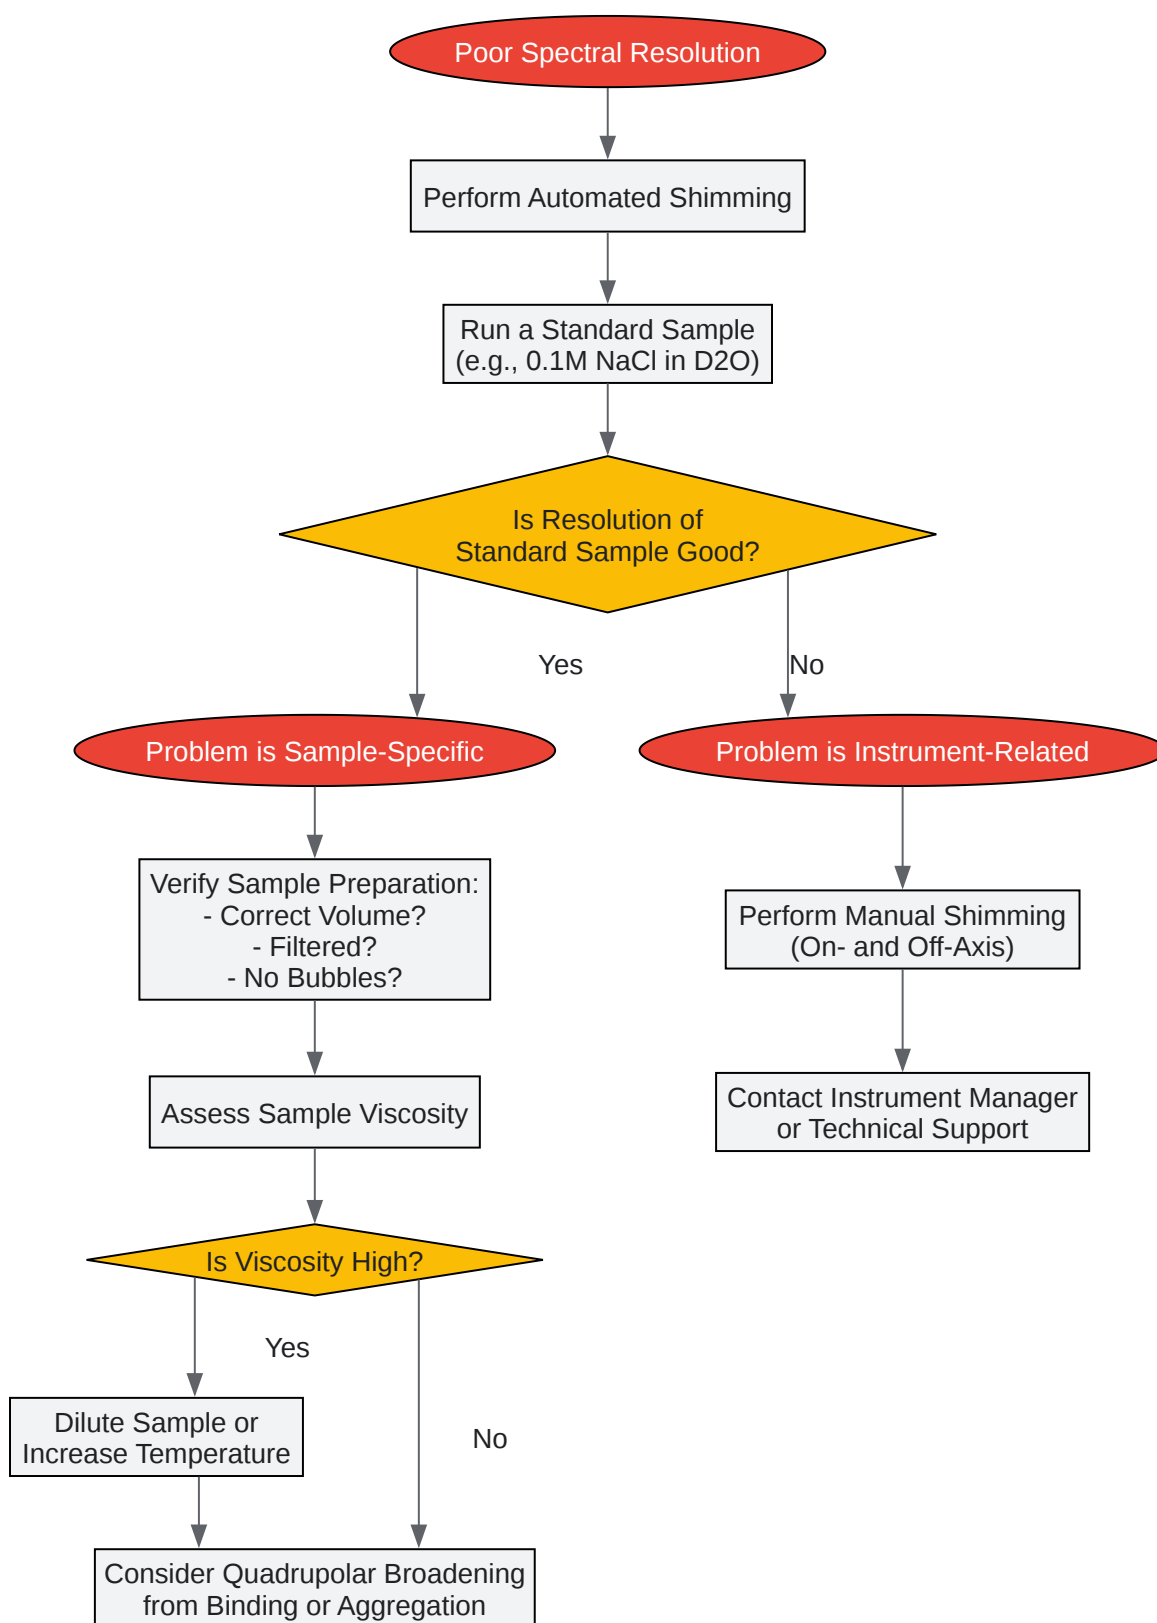 Poor Spectral Resolution
Perform Automated Shimming
Run a Standard Sample
(e.g., 0.1M NaCl in D2O)
Is Resolution of
Standard Sample Good?
Yes
No
Problem is Sample-Specific
Problem is Instrument-Related
Verify Sample Preparation:
- Correct Volume?
- Filtered?
- No Bubbles?
Perform Manual Shimming
(On- and Off-Axis)
Assess Sample Viscosity
Contact Instrument Manager
or Technical Support
Is Viscosity High?
Yes
Dilute Sample or
Increase Temperature
No
Consider Quadrupolar Broadening
from Binding or Aggregation